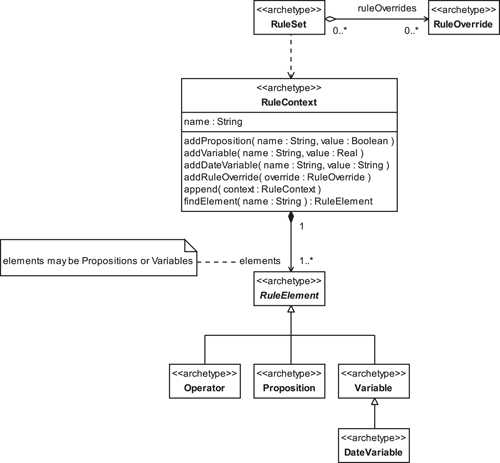 <<archetype>>
RuleSet
ruleOverrides
0..*
0..*
<<archetype>>
RuleOverride
<<archetype>>
RuleContext
name : String
addProposition( name : String, value : Boolean )
addVariable( name : String, value : Real )
addDateVariable( name : String, value : String )
addRuleOverride( override : RuleOverride )
append( context : RuleContext )
findElement( name : String ) : RuleElement
1
elements may be Propositions or Variables
elements
1..*
<<archetype>>
RuleElement
<<archetype>>
Operator
<<archetype>>
Proposition
<<archetype>>
Variable
<<archetype>>
DateVariable